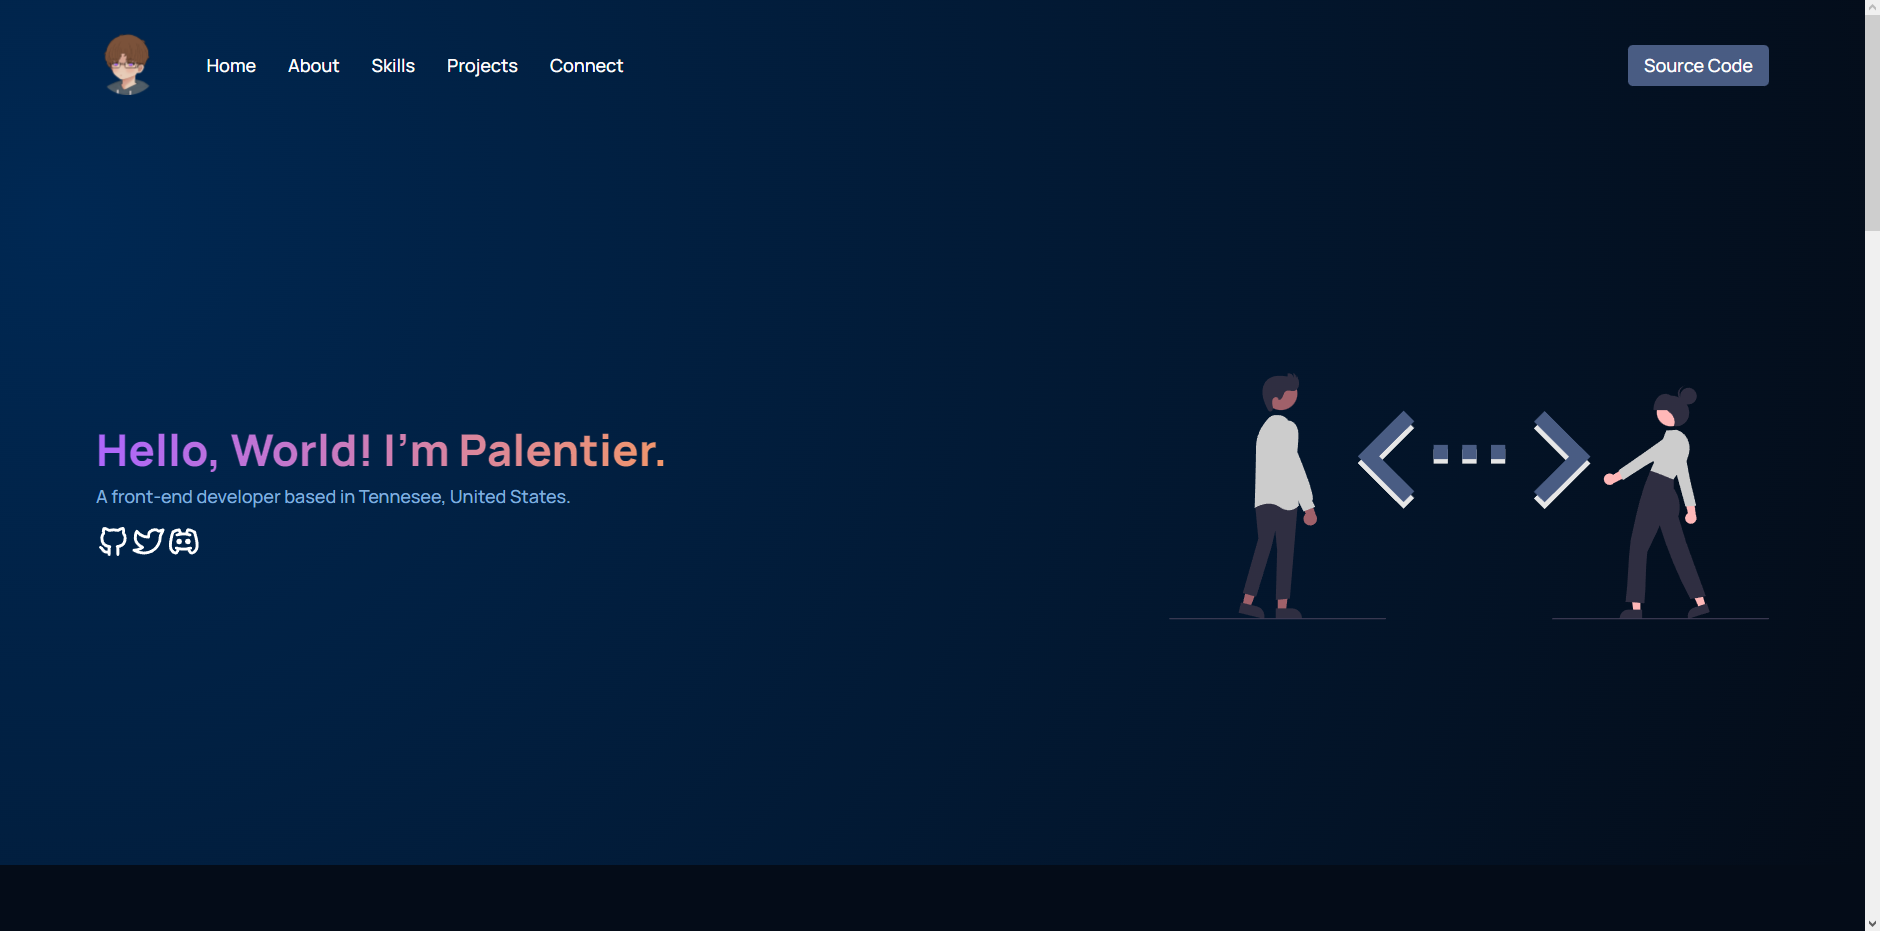 Home About Skills Projects Connect Source Code
Hello, World! I'm Palentier.
A front-end developer based in Tennesee, United States.